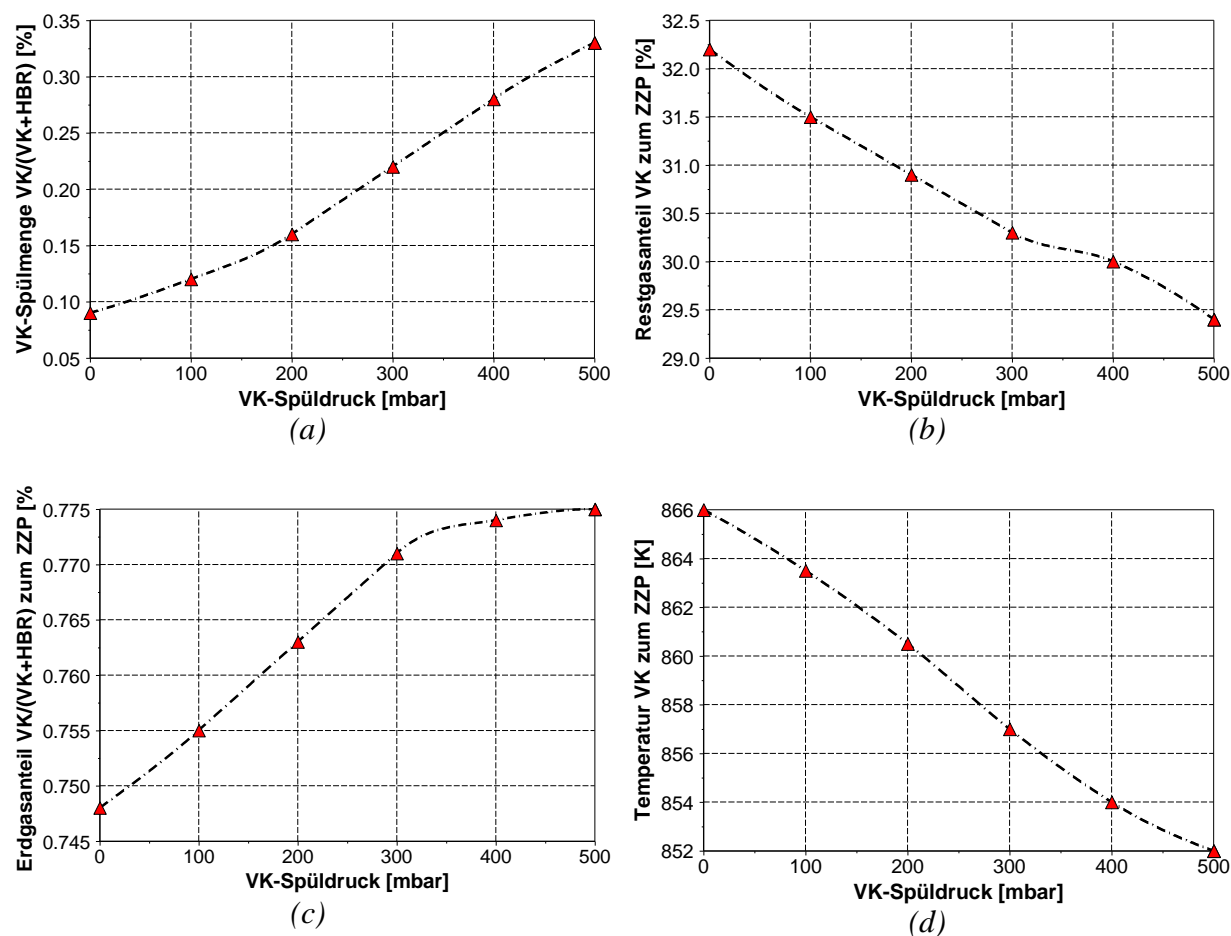 VK-Spülmenge VK/(VK+HBR) [%]
0.35
0.30
0.25
0.20
0.15
0.10
0.05
0 100 200 300 400 500
VK-Spüldruck [mbar]
(a)
Restgasanteil VK zum ZZP [%]
32.5
32.0
31.5
31.0
30.5
30.0
29.5
29.0
0 100 200 300 400 500
VK-Spüldruck [mbar]
(b)
Erdgasanteil VK/(VK+HBR) zum ZZP [%
0.775
0.770
0.765
0.760
0.755
0.750
0.745
0 100 200 300 400 500
VK-Spüldruck [mbar]
(c)
Temperatur VK zum ZZP [K]
866
864
862
860
857
856
854
852
0 100 200 300 400 500
VK-Spüldruck [mbar]
(d)